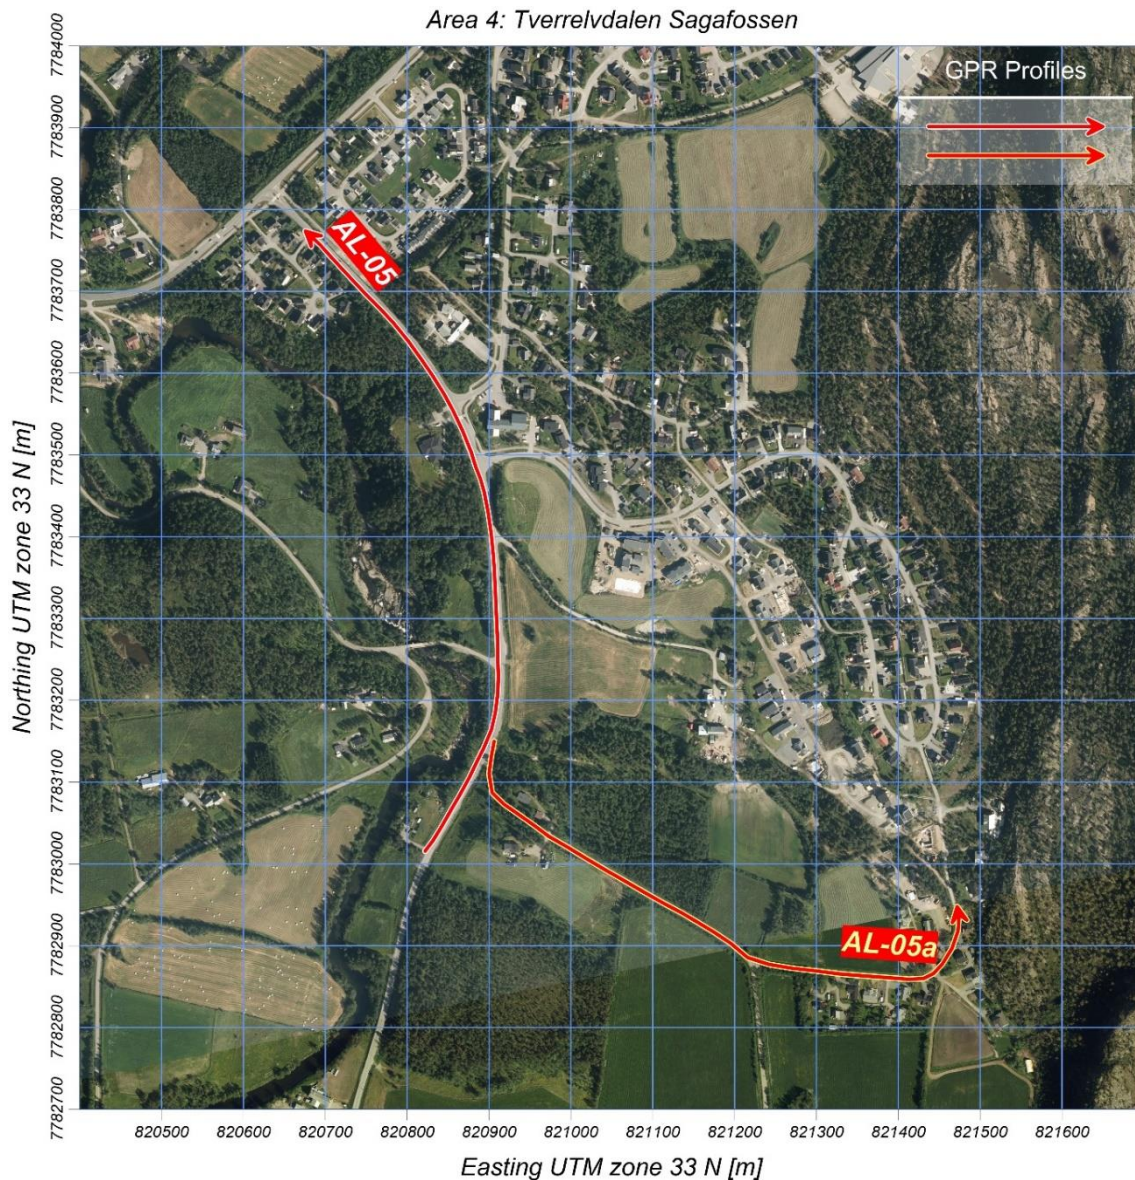 Area 4: Tverrelvdalen Sagafossen
GPR Profiles
AL-05
AL-05a
Northing UTM zone 33 N [m]
7784000
7783900
7783800
7783700
7783600
7783500
7783400
7783300
7783200
7783100
7783000
7782900
7782800
7782700
820500 820600 820700 820800 820900 821000 821100 821200 821300 821400 821500 821600
Easting UTM zone 33 N [m]